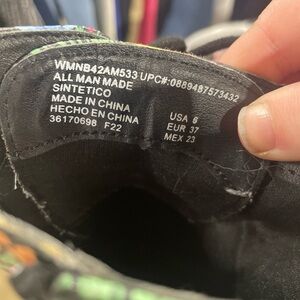 WMNB42AM533 UPC#:0889487573432
ALL MAN MADE
SINTETICO
MADE IN CHINA
HECHO EN CHINA
36170698 F22
USA 6
EUR 37
MEX 23